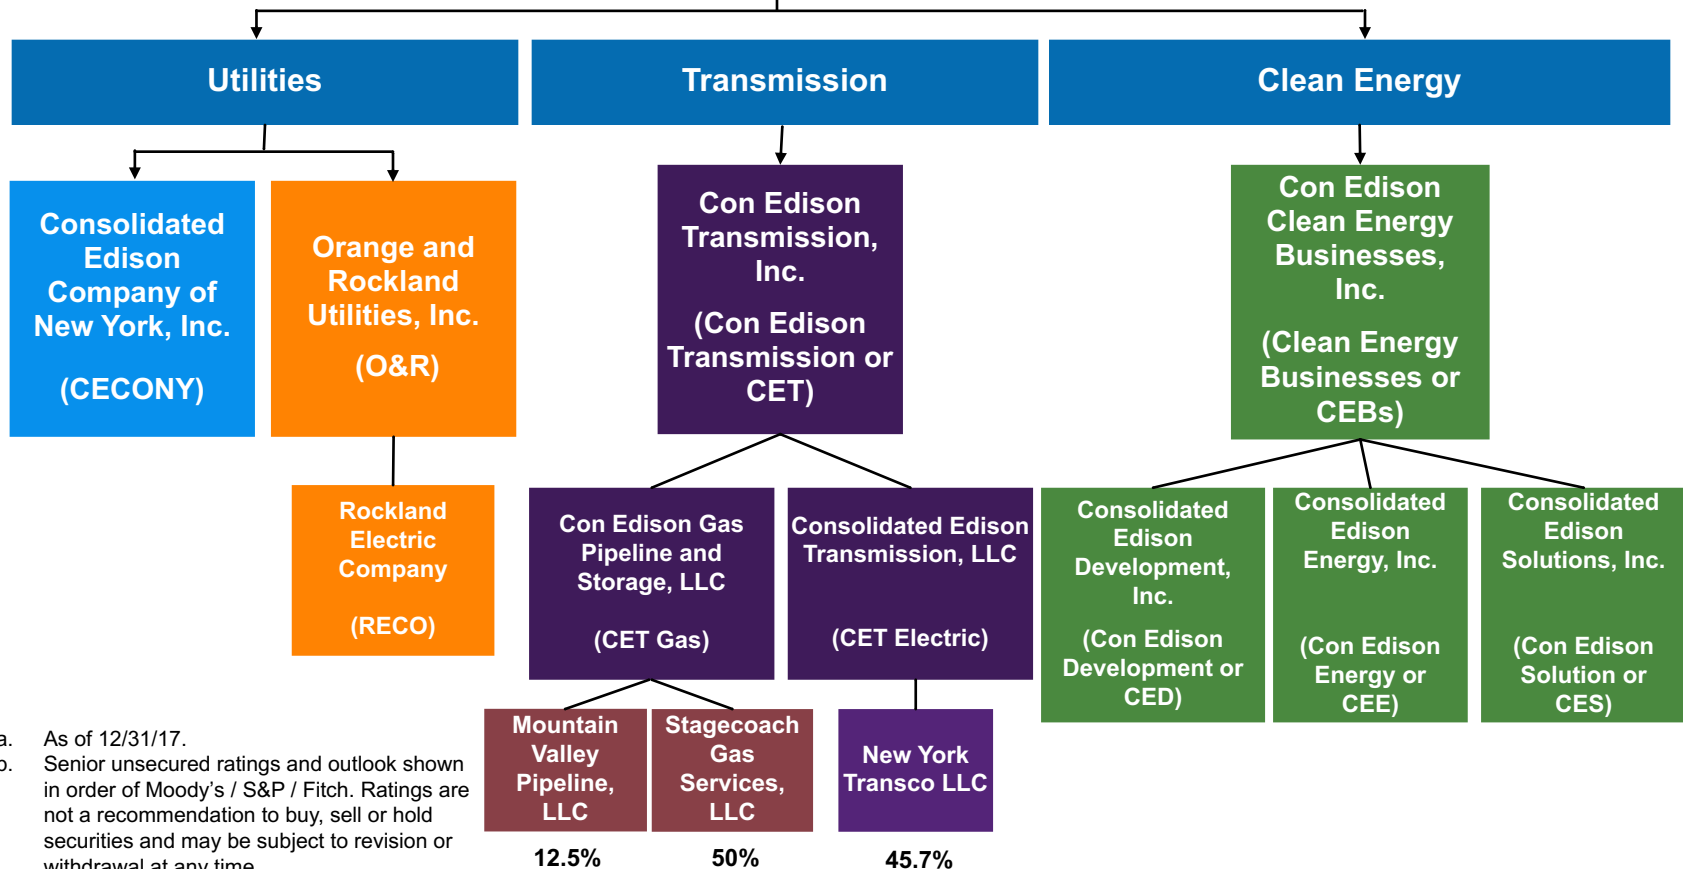 Utilities
Transmission
Clean Energy
Consolidated
Edison
Company of
New York, Inc.
(CECONY)
Orange and
Rockland
Utilities, Inc.
(O&R)
Con Edison
Transmission,
Inc.
(Con Edison
Transmission or
CET)
Con Edison
Clean Energy
Businesses,
Inc.
(Clean Energy
Businesses or
CEBs)
Rockland
Electric
Company
(RECO)
Con Edison Gas
Pipeline and
Storage, LLC
(CET Gas)
Consolidated Edison
Transmission, LLC
(CET Electric)
Consolidated
Edison
Development,
Inc.
(Con Edison
Development or
CED)
Consolidated
Edison
Energy, Inc.
(Con Edison
Energy or
CEE)
Consolidated
Edison
Solutions, Inc.
(Con Edison
Solution or
CES)
Mountain
Valley
Pipeline,
LLC
12.5%
Stagecoach
Gas
Services,
LLC
50%
New York
Transco LLC
45.7%
a. As of 12/31/17.
b. Senior unsecured ratings and outlook shown
in order of Moody's / S&P / Fitch. Ratings are
not a recommendation to buy, sell or hold
securities and may be subject to revision or
withdrawal at any time.